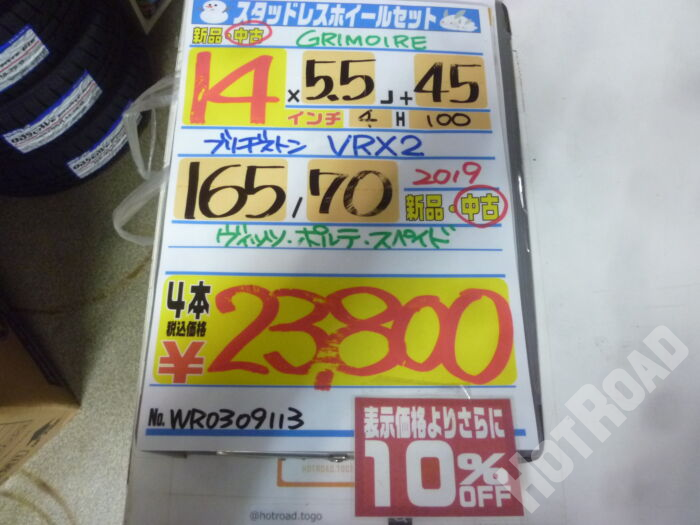 スタッドレスホイールセット
新品・中古 GRIMOIRE
14 × 5.5 J + 45
インチ 4 H 100
ブリヂストン VRX2
165 / 70 2019
新品・中古
ヴィッツ・ポルテ・スペイド
4本
税込価格
¥23,800
No. WR0309113
表示価格よりさらに
10%OFF
HOTROAD.TOGO
@hotroad.togo
HOT ROAD